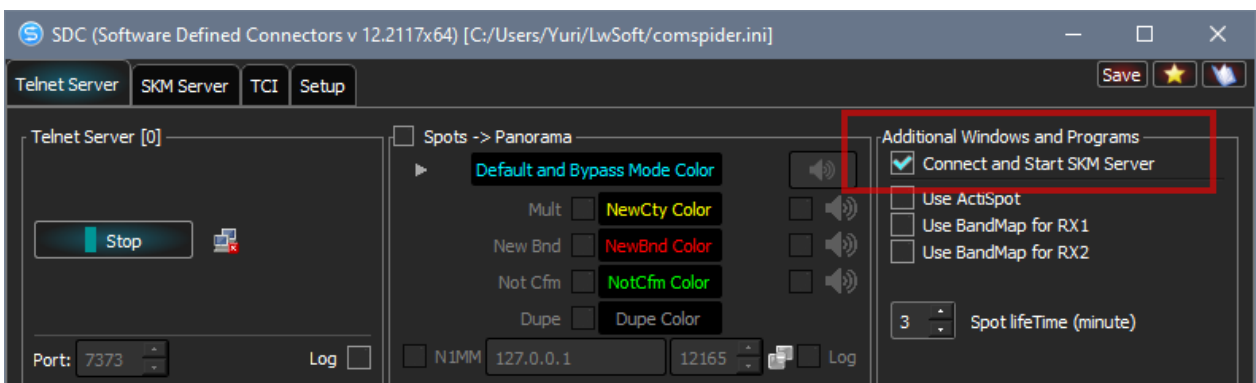 SDC (Software Defined Connectors v 12.2117x64) [C:/Users/Yuri/LwSoft/comspider.ini]
Telnet Server SKM Server TCI Setup Save
Telnet Server [0]
Stop
Port: 7373 Log
Spots -> Panorama
Default and Bypass Mode Color
Mult NewCty Color
New Bnd NewBnd Color
Not Cfm NotCfm Color
Dupe Dupe Color
N1MM 127.0.0.1 12165 Log
Additional Windows and Programs
Connect and Start SKM Server
Use ActiSpot
Use BandMap for RX1
Use BandMap for RX2
3 Spot lifeTime (minute)